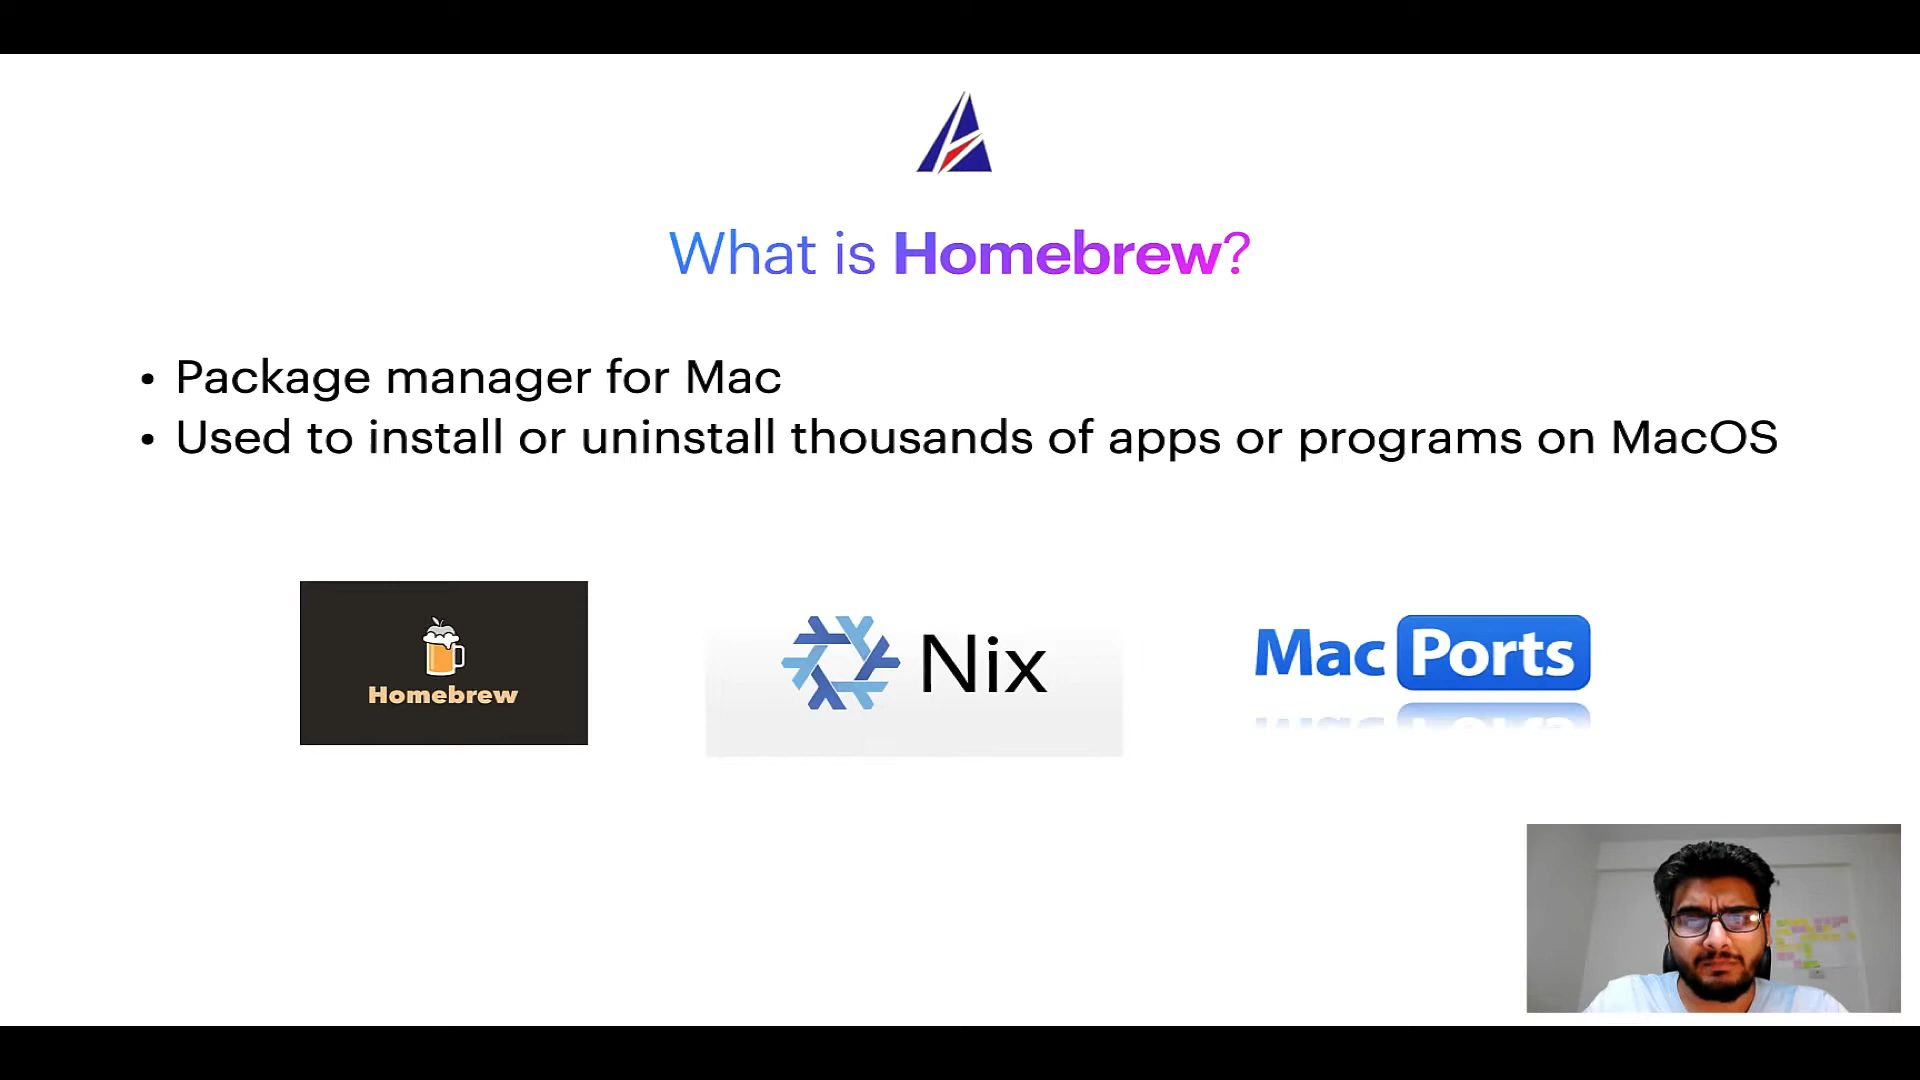 What is Homebrew?
• Package manager for Mac
• Used to install or uninstall thousands of apps or programs on MacOS
Homebrew
Nix
Mac Ports